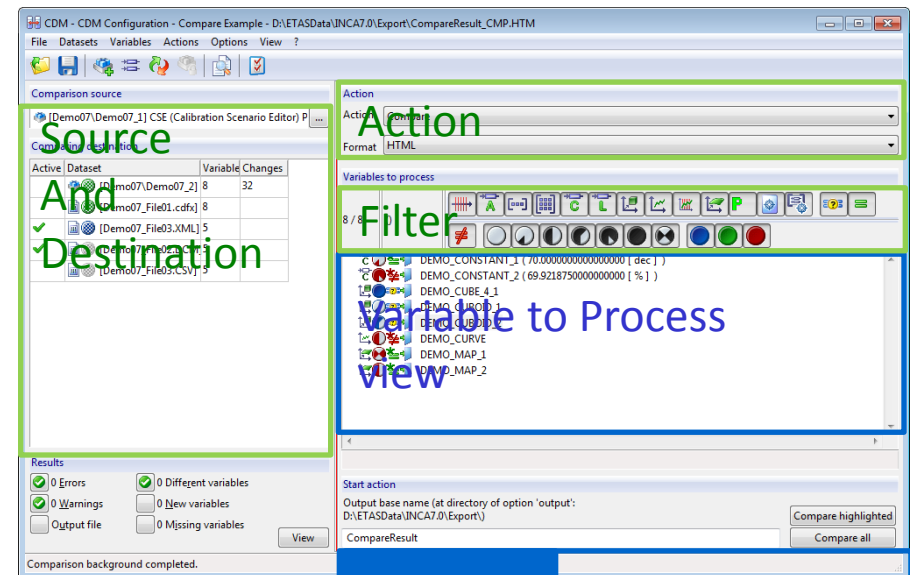 CDM - CDM Configuration - Compare Example - D:\ETASData\INCA7.0\Export\CompareResult_CMP.HTM
File Datasets Variables Actions Options View ?
Comparison source
[Demo07\Demo07_1] CSE (Calibration Scenario Editor) P ...
Source
And
Destination
Active Dataset Variable Changes
[Demo07\Demo07_2] 8 32
[Demo07_File01.cdfx] 8
[Demo07_File03.XML] 5
[Demo07_File03.CSV] 5
Results
0 Errors 0 Different variables
0 Warnings 0 New variables
Output file 0 Missing variables
View
Action
Action
Action Compare
Format HTML
Variables to process
8 / 8
Filter
DEMO_CONSTANT_1 ( 70.0000000000000000 [ dec ] )
DEMO_CONSTANT_2 ( 69.9218750000000000 [ % ] )
DEMO_CUBE_4_1
DEMO_CUBOID_1
DEMO_CUBOID_2
DEMO_CURVE
DEMO_MAP_1
DEMO_MAP_2
Variable to Process
view
Start action
Output base name (at directory of option 'output':
D:\ETASData\INCA7.0\Export\)
Compare highlighted
CompareResult
Compare all
Comparison background completed.